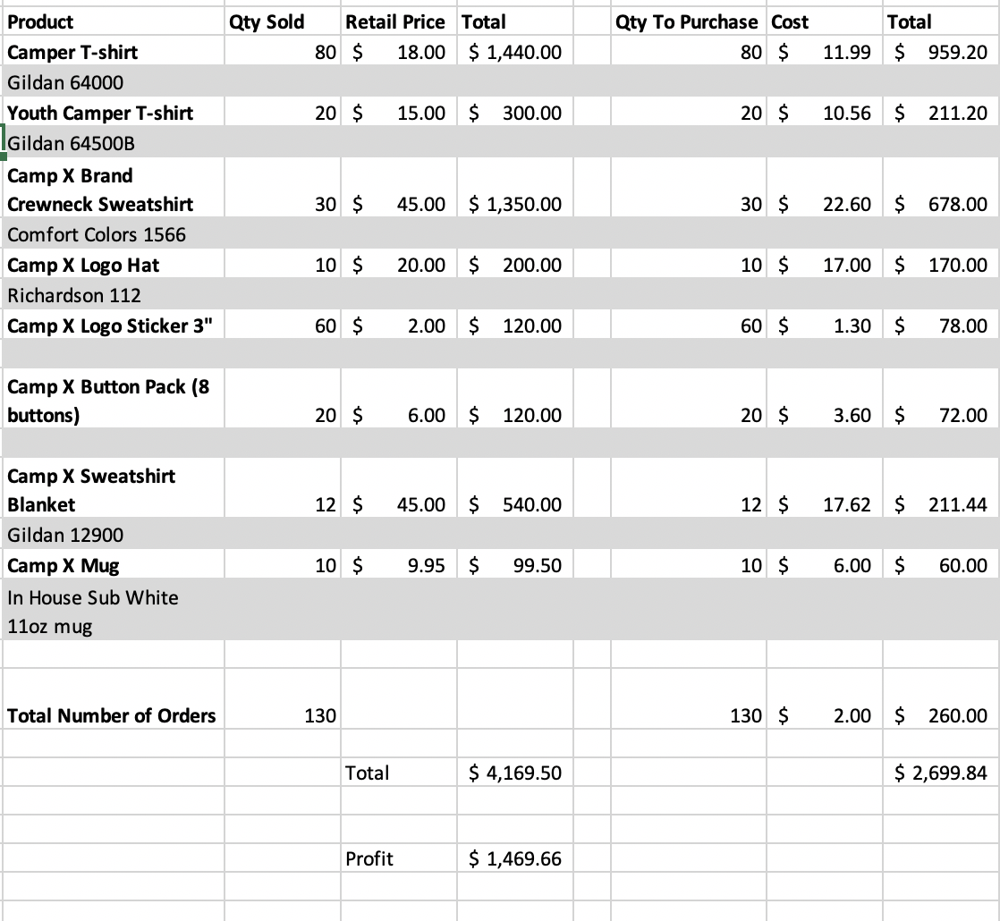 Product Qty Sold Retail Price Total Qty To Purchase Cost Total
Camper T-shirt 80 $ 18.00 $ 1,440.00 80 $ 11.99 $ 959.20
Gildan 64000
Youth Camper T-shirt 20 $ 15.00 $ 300.00 20 $ 10.56 $ 211.20
Gildan 64500B
Camp X Brand
Crewneck Sweatshirt 30 $ 45.00 $ 1,350.00 30 $ 22.60 $ 678.00
Comfort Colors 1566
Camp X Logo Hat 10 $ 20.00 $ 200.00 10 $ 17.00 $ 170.00
Richardson 112
Camp X Logo Sticker 3" 60 $ 2.00 $ 120.00 60 $ 1.30 $ 78.00
Camp X Button Pack (8
buttons) 20 $ 6.00 $ 120.00 20 $ 3.60 $ 72.00
Camp X Sweatshirt
Blanket 12 $ 45.00 $ 540.00 12 $ 17.62 $ 211.44
Gildan 12900
Camp X Mug 10 $ 9.95 $ 99.50 10 $ 6.00 $ 60.00
In House Sub White
11oz mug
Total Number of Orders 130 130 $ 2.00 $ 260.00
Total $ 4,169.50 $ 2,699.84
Profit $ 1,469.66